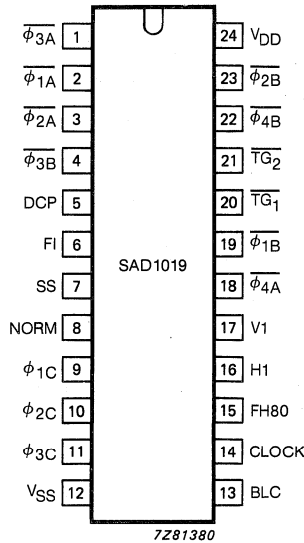 φ̅3A 1 24 VDD
φ̅1A 2 23 φ̅2B
φ̅2A 3 22 φ̅4B
φ̅3B 4 21 T̅G̅2
DCP 5 20 T̅G̅1
FI 6 19 φ̅1B
SAD1019
SS 7 18 φ̅4A
NORM 8 17 V1
φ1C 9 16 H1
φ2C 10 15 FH80
φ3C 11 14 CLOCK
VSS 12 13 BLC
7Z81380